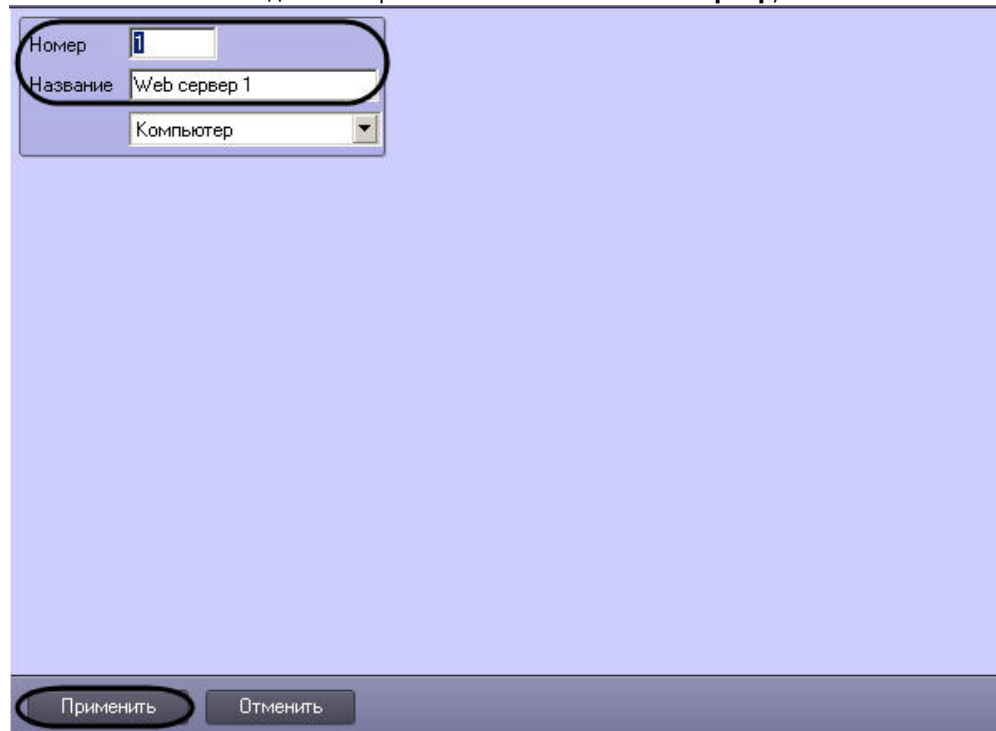 Номер 1
Название Web сервер 1
Компьютер
Применить Отменить